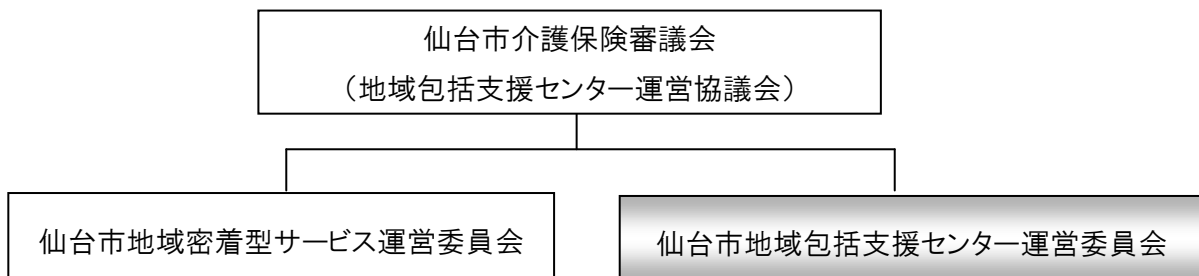 仙台市介護保険審議会
（地域包括支援センター運営協議会）
仙台市地域密着型サービス運営委員会
仙台市地域包括支援センター運営委員会